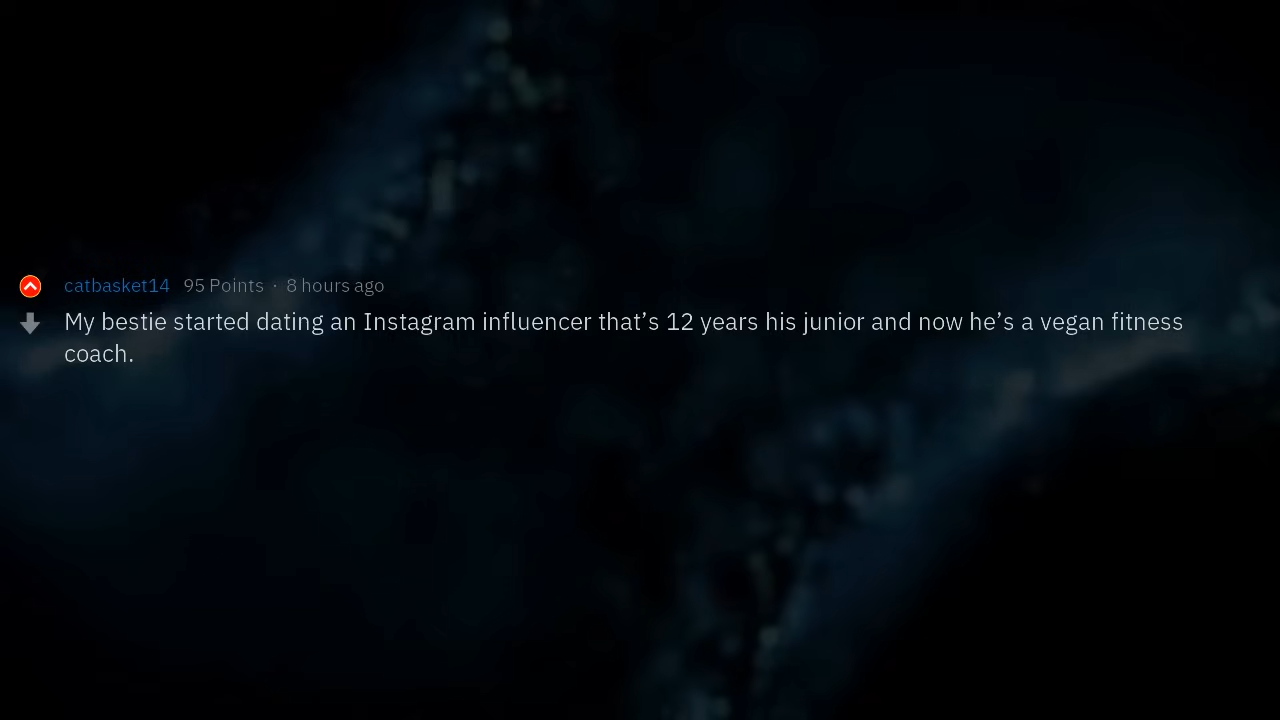 catbasket14 95 Points · 8 hours ago
My bestie started dating an Instagram influencer that’s 12 years his junior and now he’s a vegan fitness
coach.